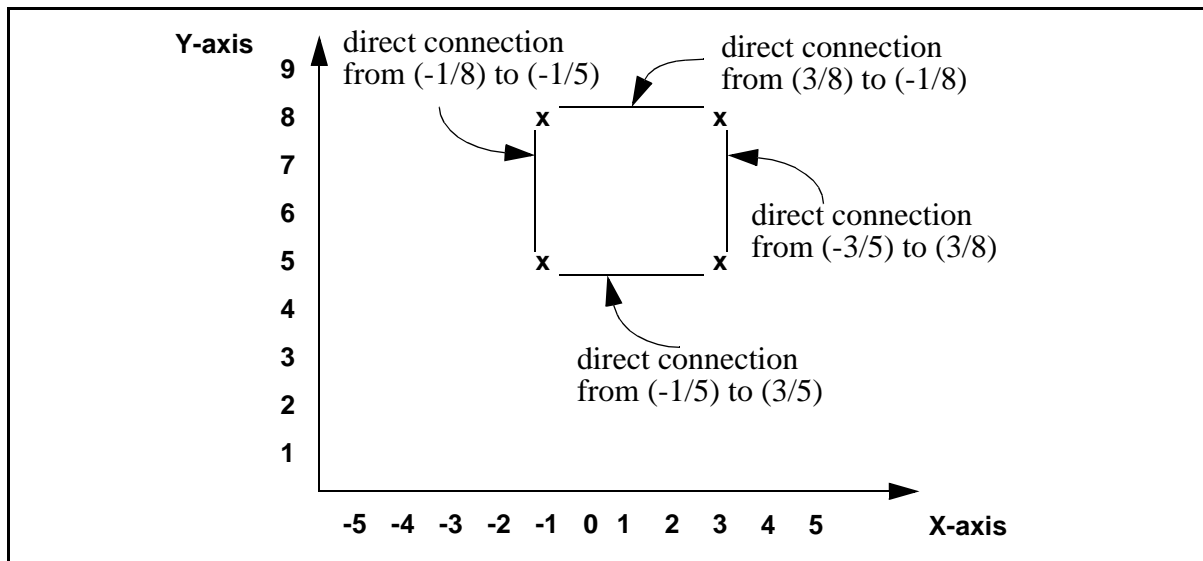 Y-axis
direct connection
from (-1/8) to (-1/5)
direct connection
from (3/8) to (-1/8)
9
8
7
6
5
4
3
2
1
x
x
x
x
direct connection
from (-3/5) to (3/8)
direct connection
from (-1/5) to (3/5)
-5 -4 -3 -2 -1 0 1 2 3 4 5
X-axis